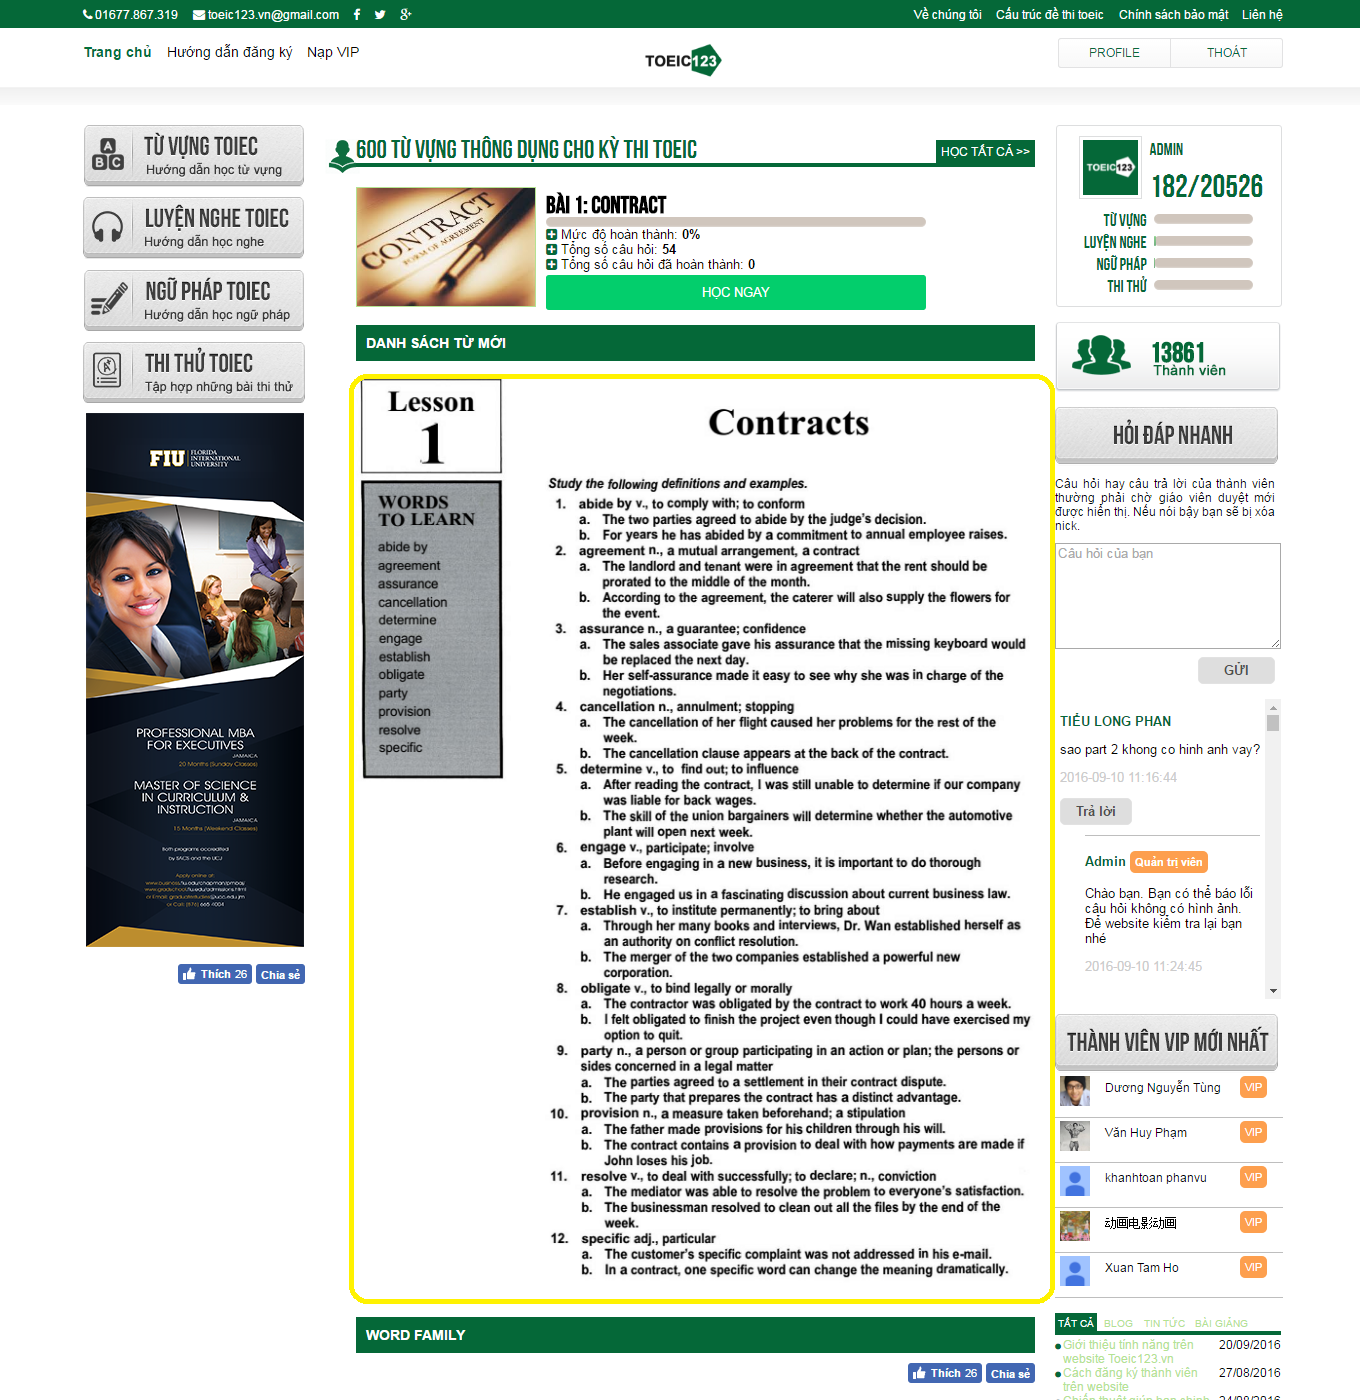 01677.867.319 toeic123.vn@gmail.com
Về chúng tôi Cấu trúc đề thi toeic Chính sách bảo mật Liên hệ
Trang chủ Hướng dẫn đăng ký Nạp VIP
TOEIC123
PROFILE THOÁT
TỪ VỰNG TOIEC
Hướng dẫn học từ vựng
LUYỆN NGHE TOIEC
Hướng dẫn học nghe
NGỮ PHÁP TOIEC
Hướng dẫn học ngữ pháp
THI THỬ TOIEC
Tập hợp những bài thi thử
FIU FLORIDA
INTERNATIONAL
UNIVERSITY
PROFESSIONAL MBA
FOR EXECUTIVES
JAMAICA
20 Months (Sunday Classes)
MASTER OF SCIENCE
IN CURRICULUM &
INSTRUCTION
JAMAICA
15 Months (Weekend Classes)
Both programs accredited
by SACS and the UCJ
Apply online at:
Thích 26 Chia sẻ
600 TỪ VỰNG THÔNG DỤNG CHO KỲ THI TOEIC
HỌC TẤT CẢ >>
CONTRACT
FORM OF AGREEMENT
BÀI 1: CONTRACT
Mức độ hoàn thành: 0%
Tổng số câu hỏi: 54
Tổng số câu hỏi đã hoàn thành: 0
HỌC NGAY
DANH SÁCH TỪ MỚI
Lesson
1
WORDS
TO LEARN
abide by
agreement
assurance
cancellation
determine
engage
establish
obligate
party
provision
resolve
specific
Contracts
Study the following definitions and examples.
1. abide by v., to comply with; to conform
a. The two parties agreed to abide by the judge's decision.
b. For years he has abided by a commitment to annual employee raises.
2. agreement n., a mutual arrangement, a contract
a. The landlord and tenant were in agreement that the rent should be
prorated to the middle of the month.
b. According to the agreement, the caterer will also supply the flowers for
the event.
3. assurance n., a guarantee; confidence
a. The sales associate gave his assurance that the missing keyboard would
be replaced the next day.
b. Her self-assurance made it easy to see why she was in charge of the
negotiations.
4. cancellation n., annulment; stopping
a. The cancellation of her flight caused her problems for the rest of the
week.
b. The cancellation clause appears at the back of the contract.
5. determine v., to find out; to influence
a. After reading the contract, I was still unable to determine if our company
was liable for back wages.
b. The skill of the union bargainers will determine whether the automotive
plant will open next week.
6. engage v., participate; involve
a. Before engaging in a new business, it is important to do thorough
research.
b. He engaged us in a fascinating discussion about current business law.
7. establish v., to institute permanently; to bring about
a. Through her many books and interviews, Dr. Wan established herself as
an authority on conflict resolution.
b. The merger of the two companies established a powerful new
corporation.
8. obligate v., to bind legally or morally
a. The contractor was obligated by the contract to work 40 hours a week.
b. I felt obligated to finish the project even though I could have exercised my
option to quit.
9. party n., a person or group participating in an action or plan; the persons or
sides concerned in a legal matter
a. The parties agreed to a settlement in their contract dispute.
b. The party that prepares the contract has a distinct advantage.
10. provision n., a measure taken beforehand; a stipulation
a. The father made provisions for his children through his will.
b. The contract contains a provision to deal with how payments are made if
John loses his job.
11. resolve v., to deal with successfully; to declare; n., conviction
a. The mediator was able to resolve the problem to everyone's satisfaction.
b. The businessman resolved to clean out all the files by the end of the
week.
12. specific adj., particular
a. The customer's specific complaint was not addressed in his e-mail.
b. In a contract, one specific word can change the meaning dramatically.
WORD FAMILY
Thích 26 Chia sẻ
TOEIC123
ADMIN
182/20526
TỪ VỰNG
LUYỆN NGHE
NGỮ PHÁP
THI THỬ
13861
Thành viên
HỎI ĐÁP NHANH
Câu hỏi hay câu trả lời của thành viên
thường phải chờ giáo viên duyệt mới
được hiển thị. Nếu nói bậy bạn sẽ bị xóa
nick.
Câu hỏi của bạn
GỬI
TIỂU LONG PHAN
sao part 2 khong co hinh anh vay?
2016-09-10 11:16:44
Trả lời
Admin Quản trị viên
Chào bạn. Bạn có thể báo lỗi
câu hỏi không có hình ảnh.
Để website kiểm tra lại bạn
nhé
2016-09-10 11:24:45
THÀNH VIÊN VIP MỚI NHẤT
Dương Nguyễn Tùng VIP
Văn Huy Phạm VIP
khanhtoan phanvu VIP
动画电影动画 VIP
Xuan Tam Ho VIP
TẤT CẢ BLOG TIN TỨC BÀI GIẢNG
Giới thiệu tính năng trên 20/09/2016
website Toeic123.vn
Cách đăng ký thành viên 27/08/2016
trên website